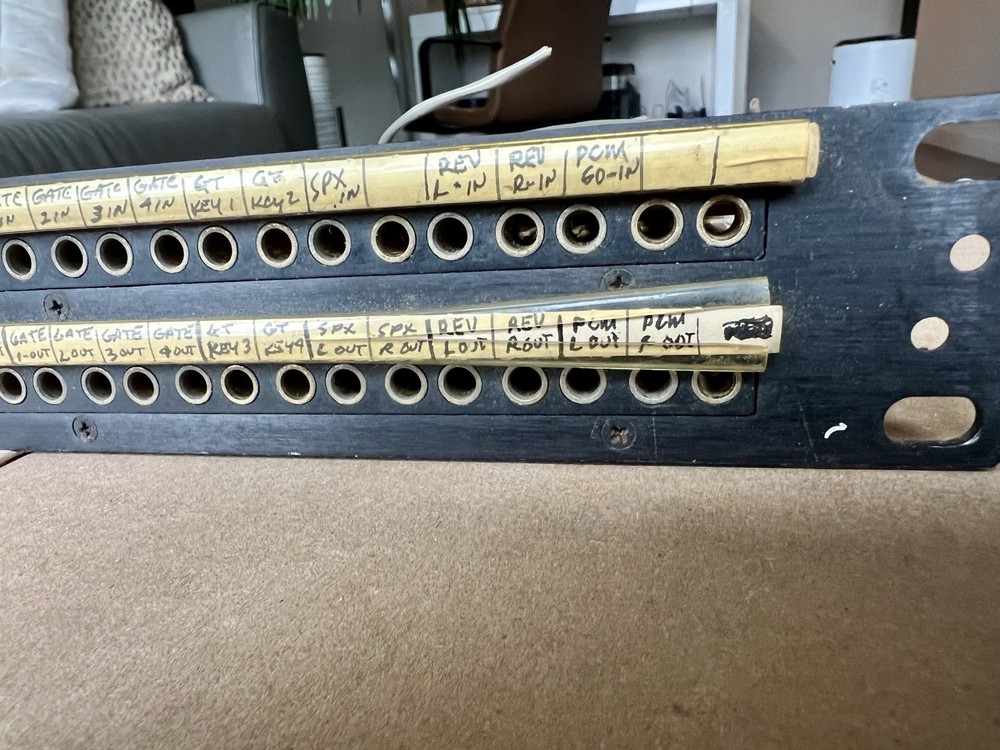 GATE 2 IN
GATE 3 IN
GATE 4 IN
GT KEY 1
GT KEY 2
SPX IN
REV L-IN
REV R-IN
PCM 60-IN
GATE 1-OUT
GATE 2 OUT
GATE 3 OUT
GATE 4 OUT
GT KEY 3
GT KEY 4
SPX L OUT
SPX R OUT
REV L OUT
REV R OUT
PCM L OUT
PCM R OUT